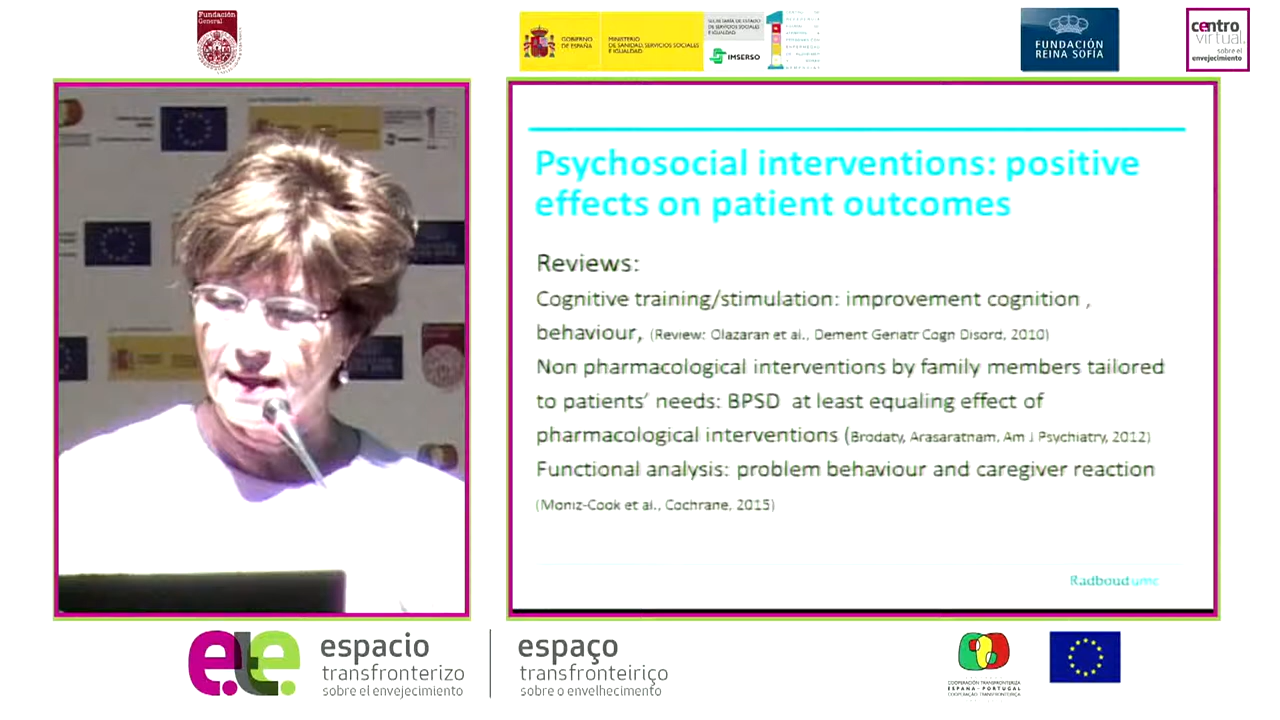 Fundación
General
GOBIERNO
DE ESPAÑA
MINISTERIO
DE SANIDAD, SERVICIOS SOCIALES
E IGUALDAD
SECRETARÍA DE ESTADO
DE SERVICIOS SOCIALES
E IGUALDAD
IMSERSO
FUNDACIÓN
REINA SOFÍA
centro
virtual.
sobre el
envejecimiento
Psychosocial interventions: positive
effects on patient outcomes
Reviews:
Cognitive training/stimulation: improvement cognition ,
behaviour, (Review: Olazaran et al., Dement Geriatr Cogn Disord, 2010)
Non pharmacological interventions by family members tailored
to patients' needs: BPSD at least equaling effect of
pharmacological interventions (Brodaty, Arasaratnam, Am J Psychiatry, 2012)
Functional analysis: problem behaviour and caregiver reaction
(Moniz-Cook et al., Cochrane, 2015)
Radboudumc
ete
espacio
transfronterizo
sobre el envejecimiento
espaço
transfronteiriço
sobre o envelhecimento
COOPERACIÓN TRANSFRONTERIZA
ESPAÑA - PORTUGAL
COOPERAÇÃO TRANSFRONTEIRIÇA